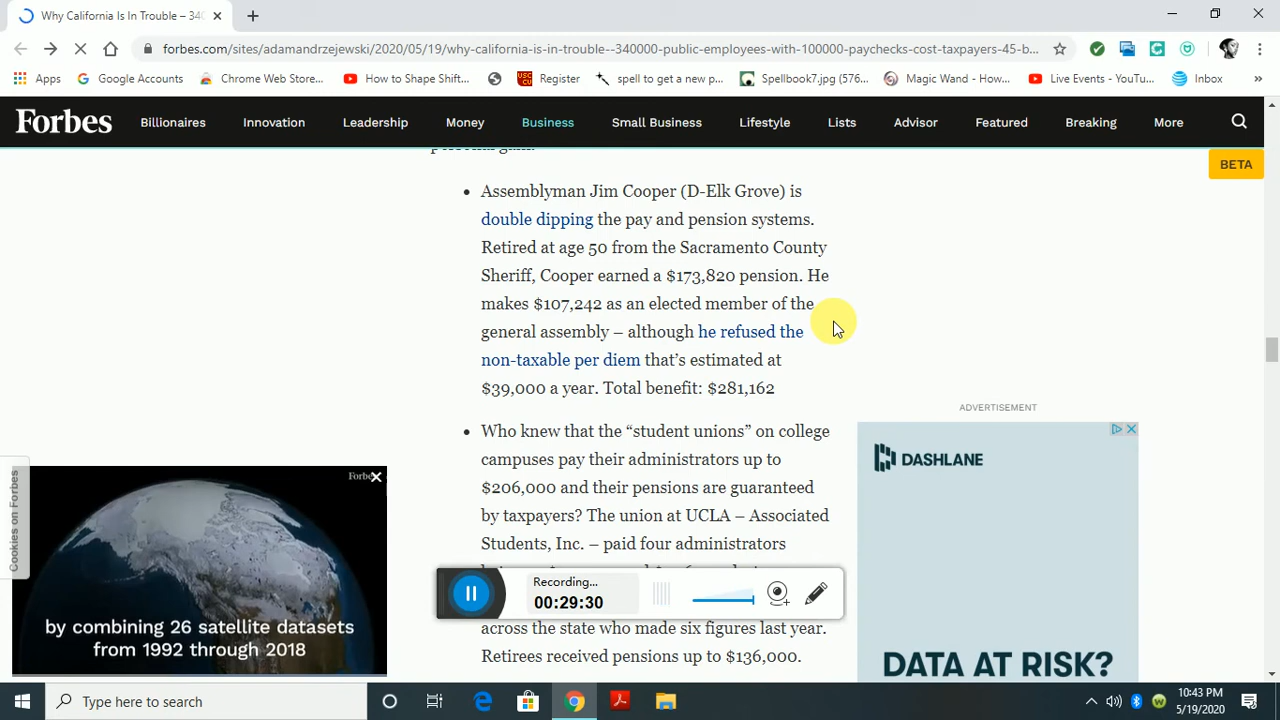 Why California Is In Trouble – 340
forbes.com/sites/adamandrzejewski/2020/05/19/why-california-is-in-trouble--340000-public-employees-with-100000-paychecks-cost-taxpayers-45-b...
Apps
Google Accounts
Chrome Web Store...
How to Shape Shift...
Register
spell to get a new p...
Spellbook7.jpg (576...
Magic Wand - How...
Live Events - YouTu...
Inbox
»
Forbes
Billionaires
Innovation
Leadership
Money
Business
Small Business
Lifestyle
Lists
Advisor
Featured
Breaking
More
BETA
Assemblyman Jim Cooper (D-Elk Grove) is
double dipping the pay and pension systems.
Retired at age 50 from the Sacramento County
Sheriff, Cooper earned a $173,820 pension. He
makes $107,242 as an elected member of the
general assembly – although he refused the
non-taxable per diem that’s estimated at
$39,000 a year. Total benefit: $281,162
Who knew that the “student unions” on college
campuses pay their administrators up to
$206,000 and their pensions are guaranteed
by taxpayers? The union at UCLA – Associated
Students, Inc. – paid four administrators
across the state who made six figures last year.
Retirees received pensions up to $136,000.
ADVERTISEMENT
DASHLANE
DATA AT RISK?
Cookies on Forbes
Forbes
by combining 26 satellite datasets
from 1992 through 2018
Recording...
00:29:30
Type here to search
10:43 PM
5/19/2020